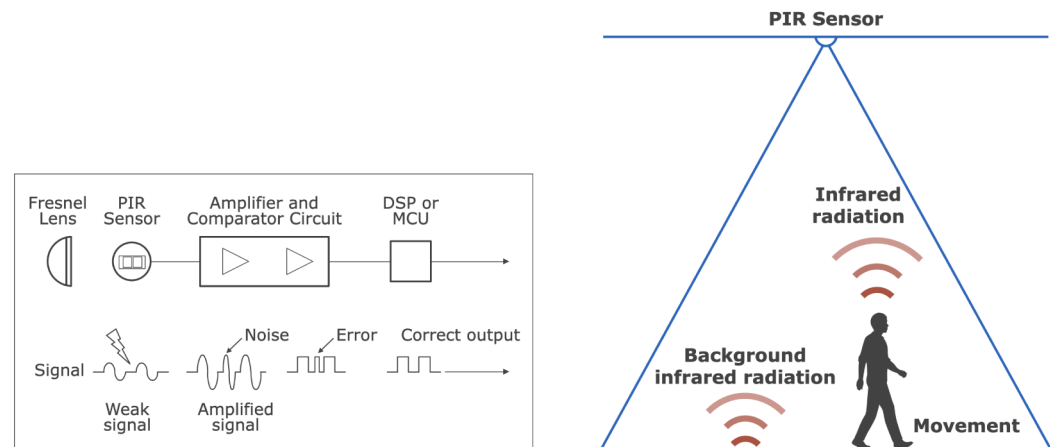 PIR Sensor
Fresnel
Lens
PIR
Sensor
Amplifier and
Comparator Circuit
DSP or
MCU
Noise
Error
Correct output
Signal
Weak
signal
Amplified
signal
Infrared
radiation
Background
infrared radiation
Movement